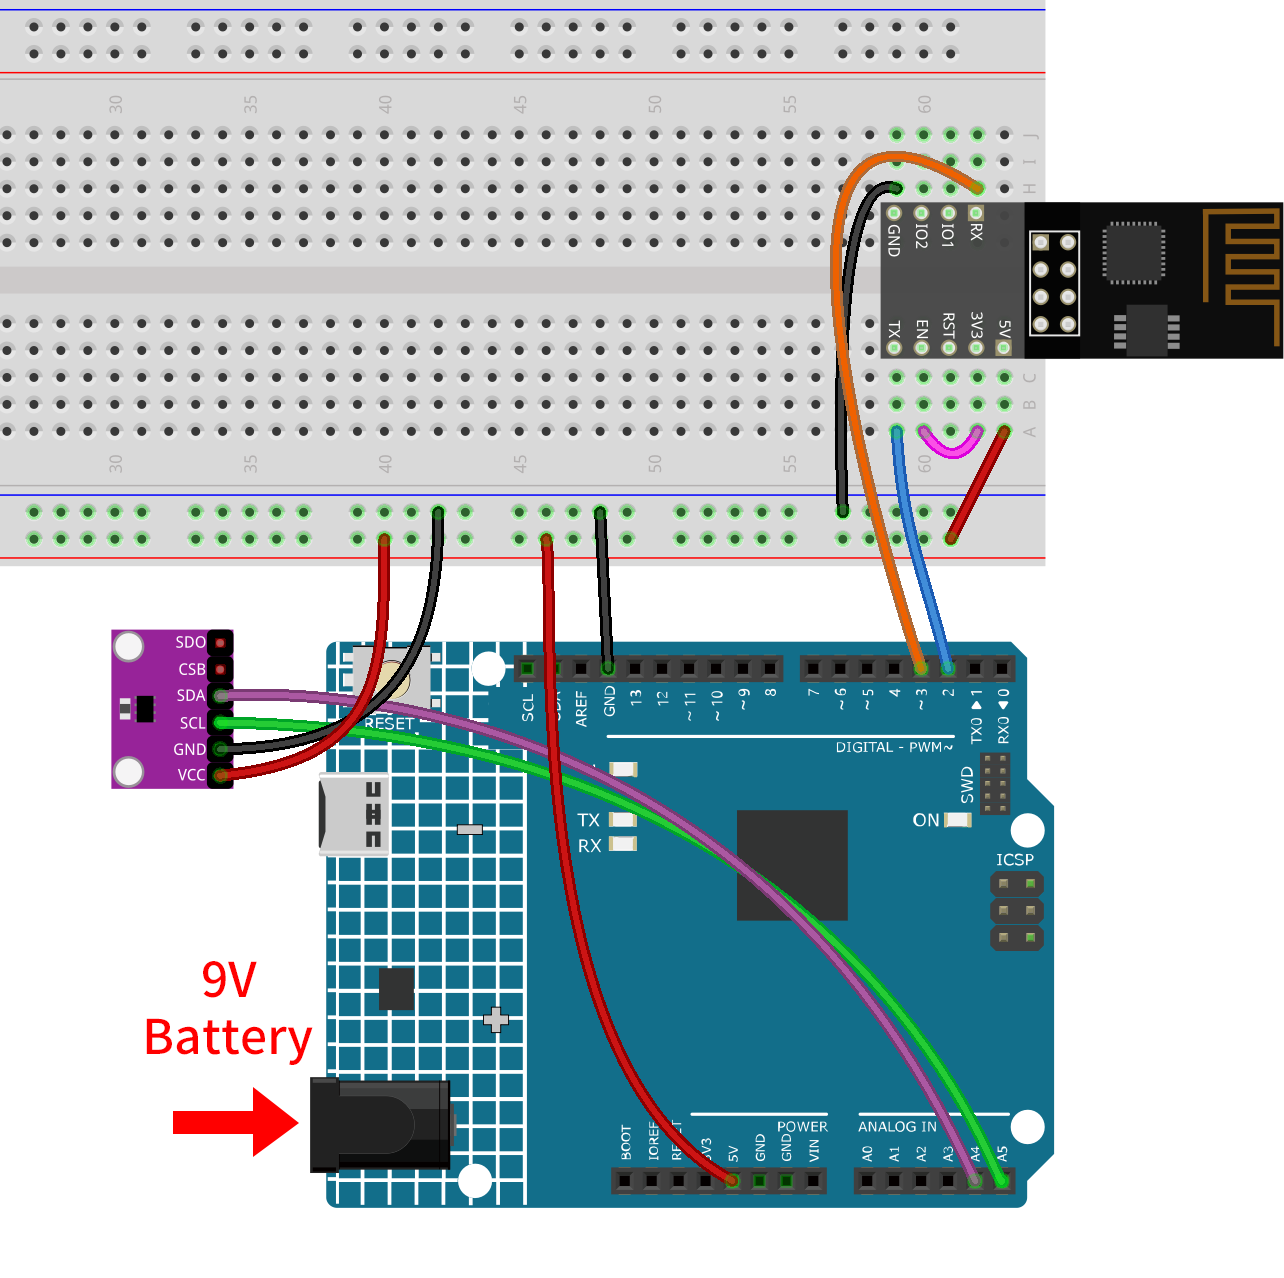 30 35 40 45 50 55 60
J
I
H
GND IO2 IO1 RX
TX EN RST 3V3 5V
C
B
A
30 35 40 45 50 55 60
SDO
CSB
SDA
SCL
GND
VCC
RESET
SCL AREF GND 13 12 ~11 ~10 ~9 8 7 ~6 ~5 4 ~3 2 TX0 1 RX0 0
DIGITAL - PWM~
TX
RX
ON
SWD
ICSP
9V
Battery
POWER
ANALOG IN
BOOT IOREF 5V GND GND VIN A0 A1 A2 A3 A4 A5